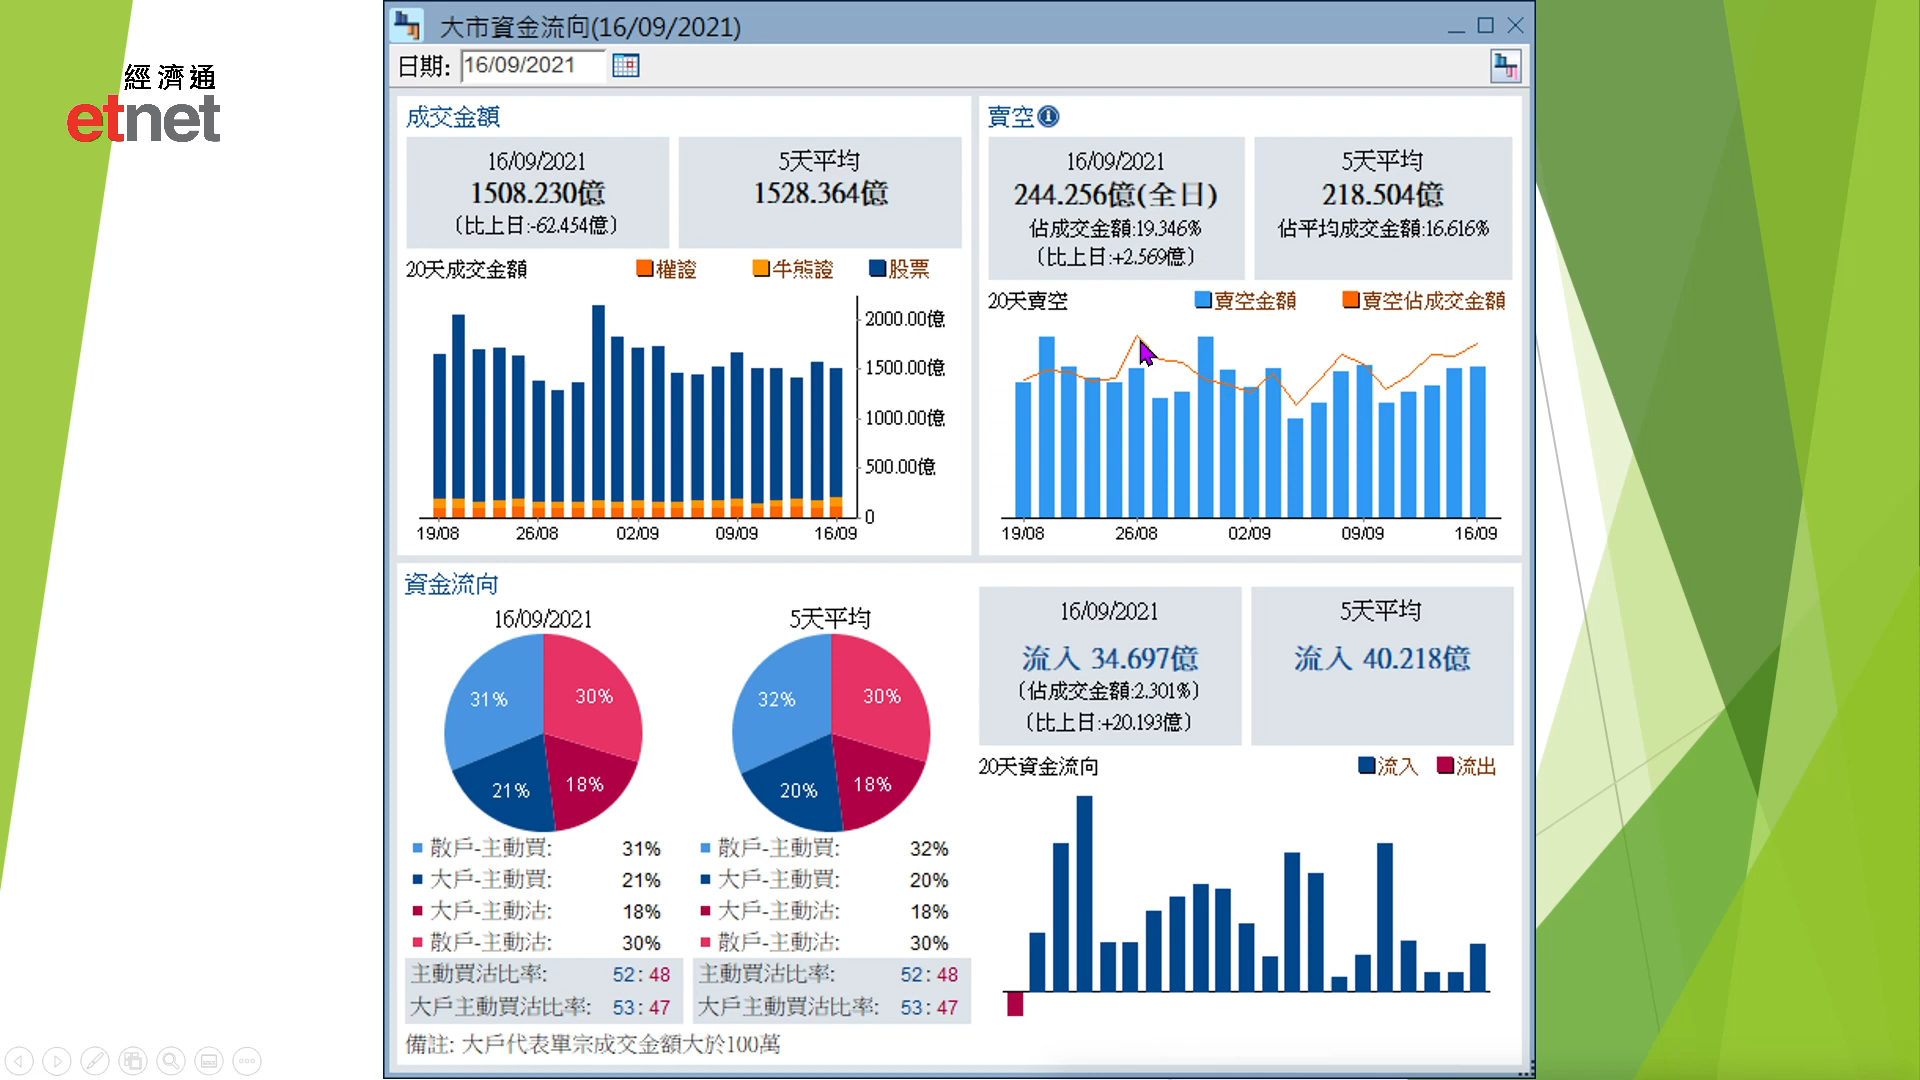 經濟通
etnet
大市資金流向(16/09/2021)
日期: 16/09/2021
成交金額
16/09/2021
1508.230億
(比上日:-62.454億)
5天平均
1528.364億
20天成交金額 權證 牛熊證 股票
2000.00億
1500.00億
1000.00億
500.00億
0
19/08 26/08 02/09 09/09 16/09
賣空
16/09/2021
244.256億(全日)
佔成交金額:19.346%
(比上日:+2.569億)
5天平均
218.504億
佔平均成交金額:16.616%
20天賣空 賣空金額 賣空佔成交金額
19/08 26/08 02/09 09/09 16/09
資金流向
16/09/2021
31% 30%
21% 18%
散戶-主動買: 31%
大戶-主動買: 21%
大戶-主動沽: 18%
散戶-主動沽: 30%
主動買沽比率: 52:48
大戶主動買沽比率: 53:47
5天平均
32% 30%
20% 18%
散戶-主動買: 32%
大戶-主動買: 20%
大戶-主動沽: 18%
散戶-主動沽: 30%
主動買沽比率: 52:48
大戶主動買沽比率: 53:47
備註: 大戶代表單宗成交金額大於100萬
16/09/2021
流入 34.697億
(佔成交金額:2.301%)
(比上日:+20.193億)
5天平均
流入 40.218億
20天資金流向 流入 流出